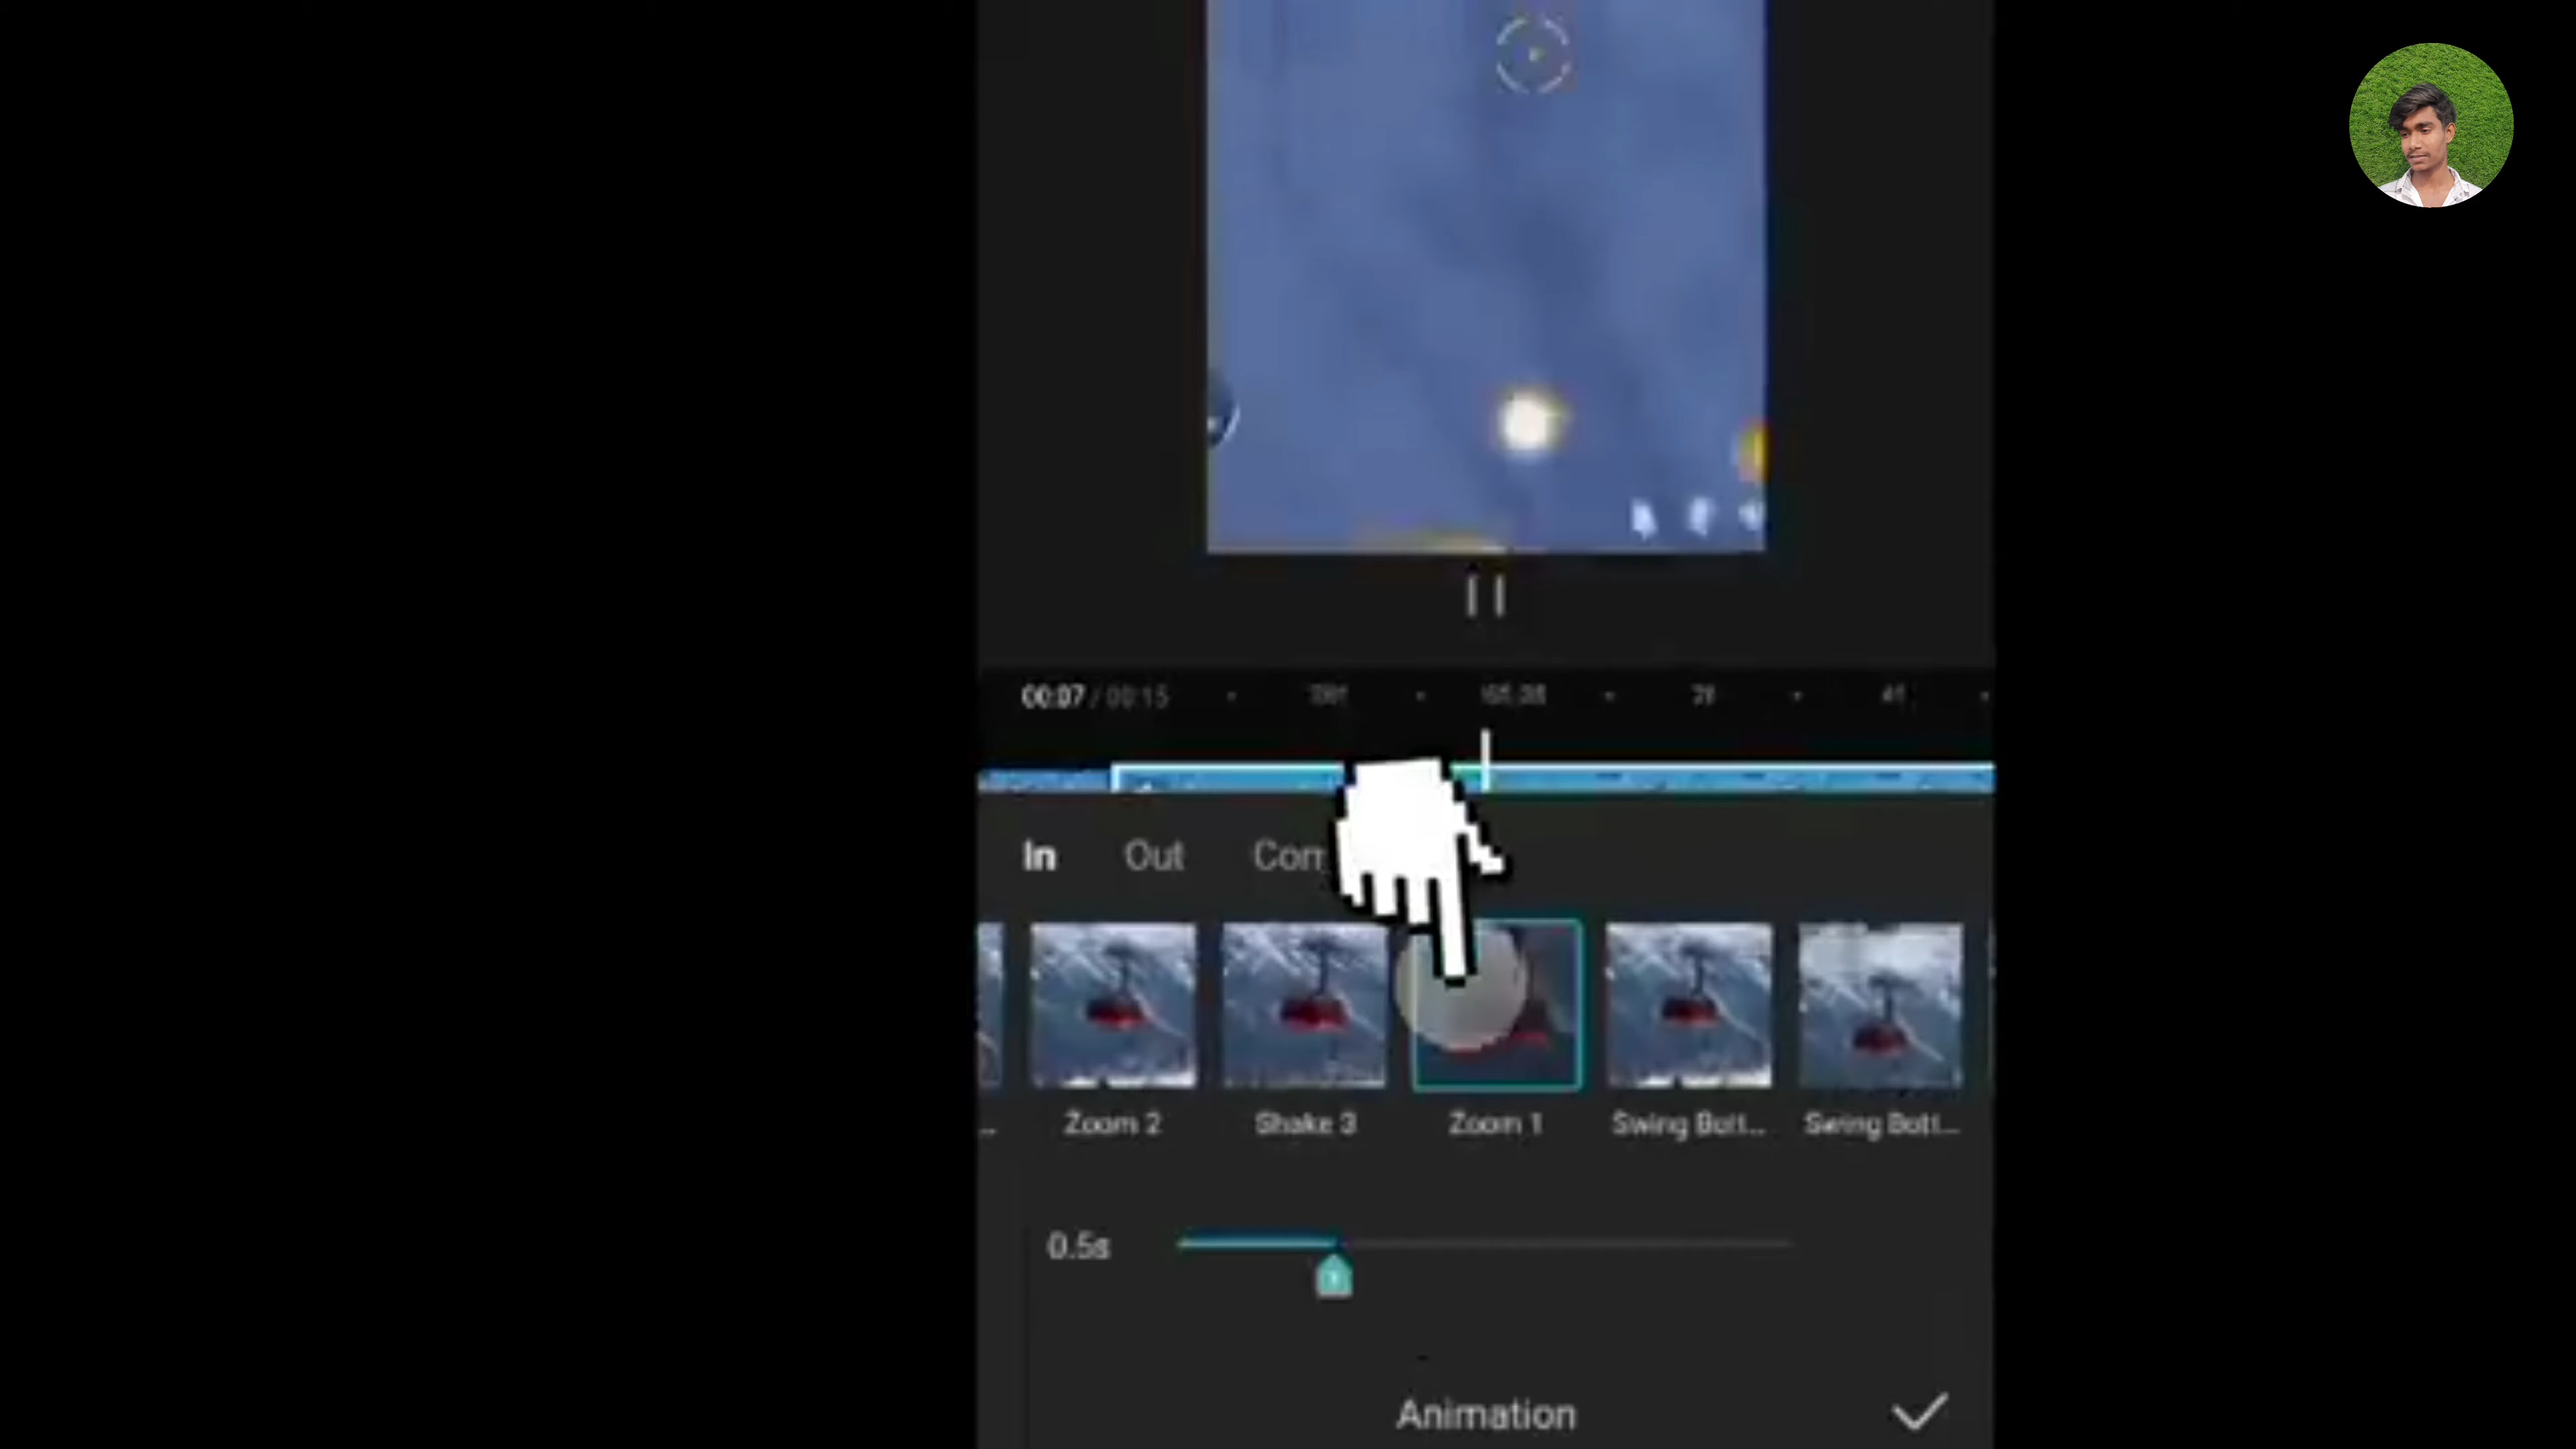 00:07 / 00:15
In Out Com
Zoom 2 Shake 3 Zoom 1 Swing Bott... Swing Bott...
0.5s
Animation